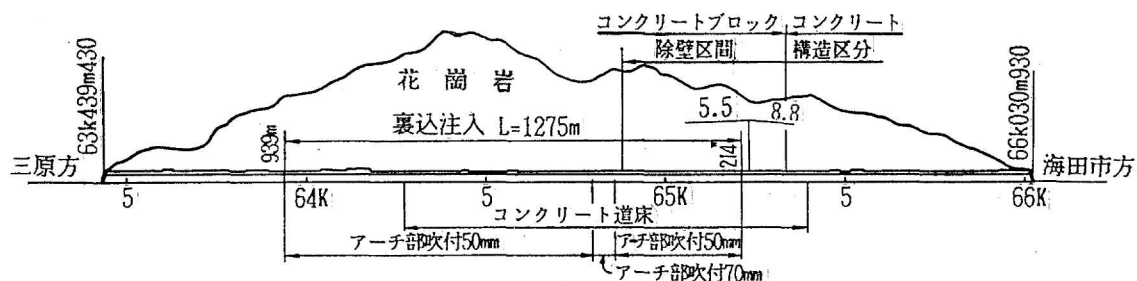 コンクリートブロック コンクリート
除壁区間 構造区分
63k439m430
花崗岩
5.5 8.8
66k030m930
裏込注入 L=1275m
939m
214
三原方
海田市方
5 64K 5 65K 5 66K
コンクリート道床
アーチ部吹付50mm アーチ部吹付50mm
アーチ部吹付70mm